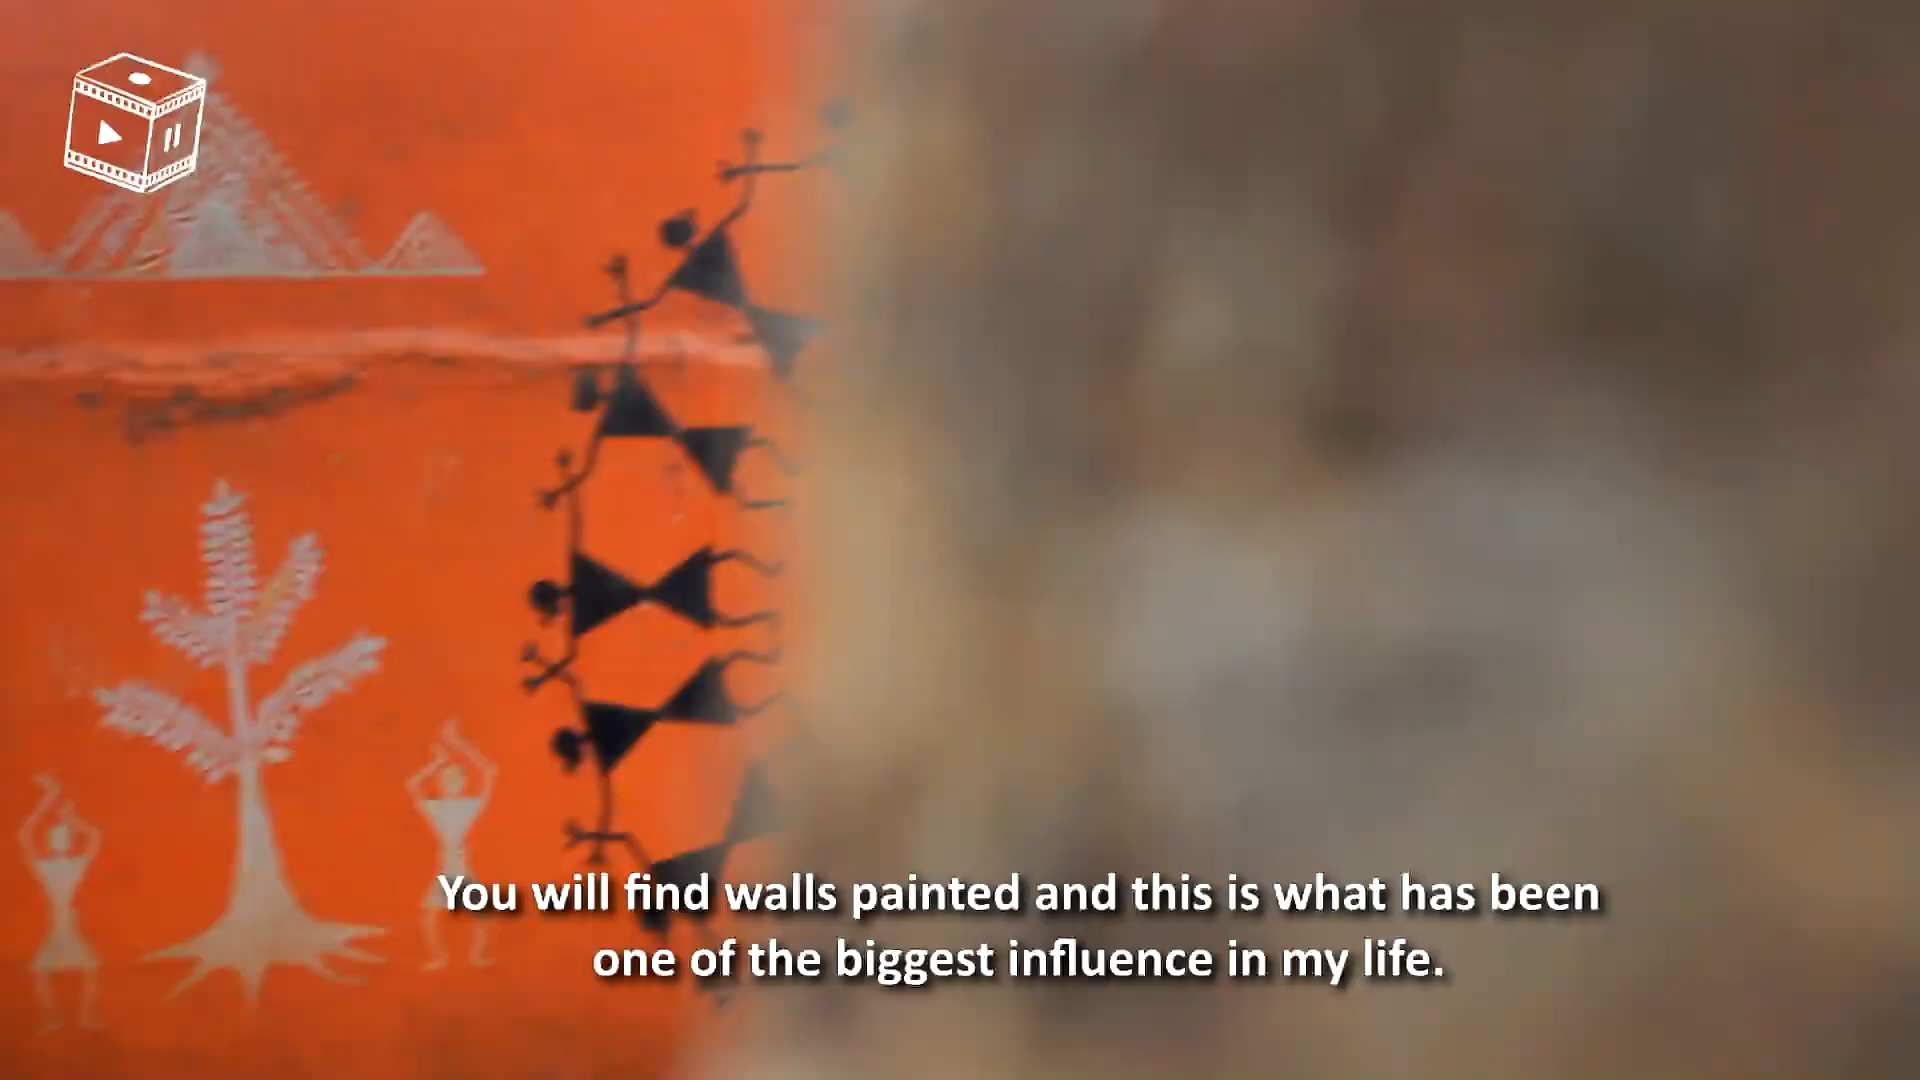 You will find walls painted and this is what has been
one of the biggest influence in my life.